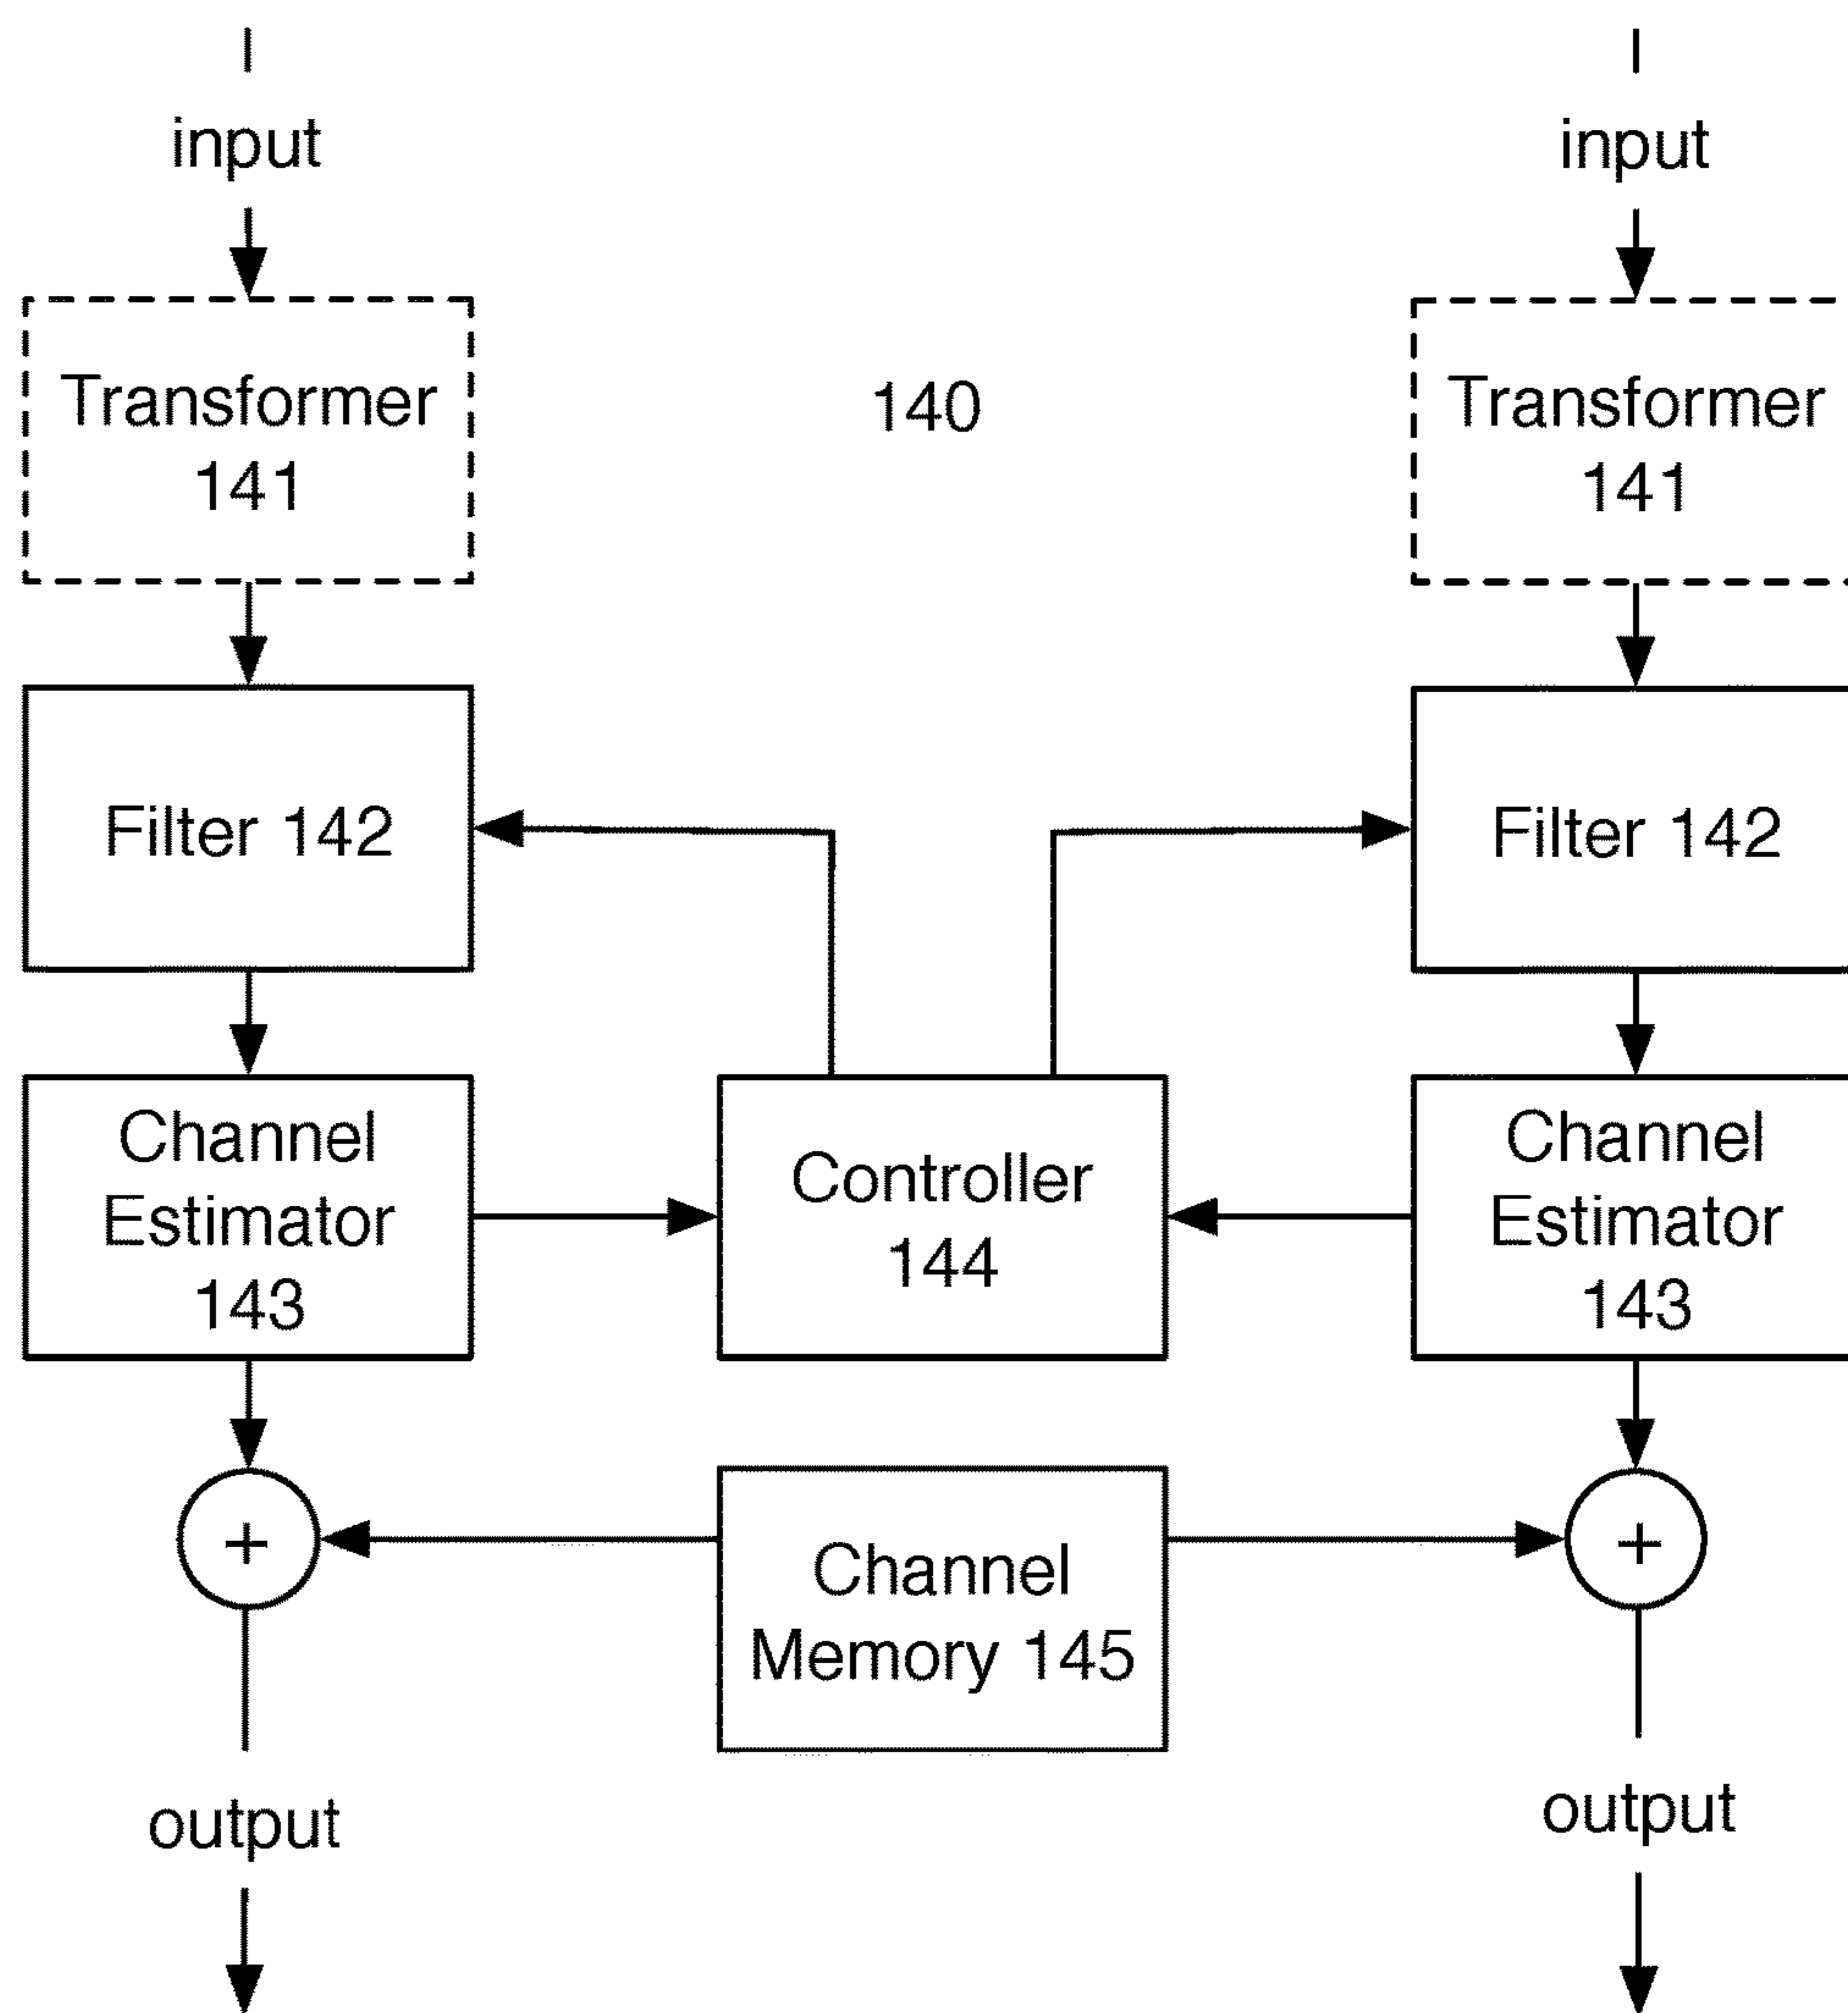 input
input
Transformer
141
140
Transformer
141
Filter 142
Filter 142
Channel
Estimator
143
Controller
144
Channel
Estimator
143
+
Channel
Memory 145
+
output
output